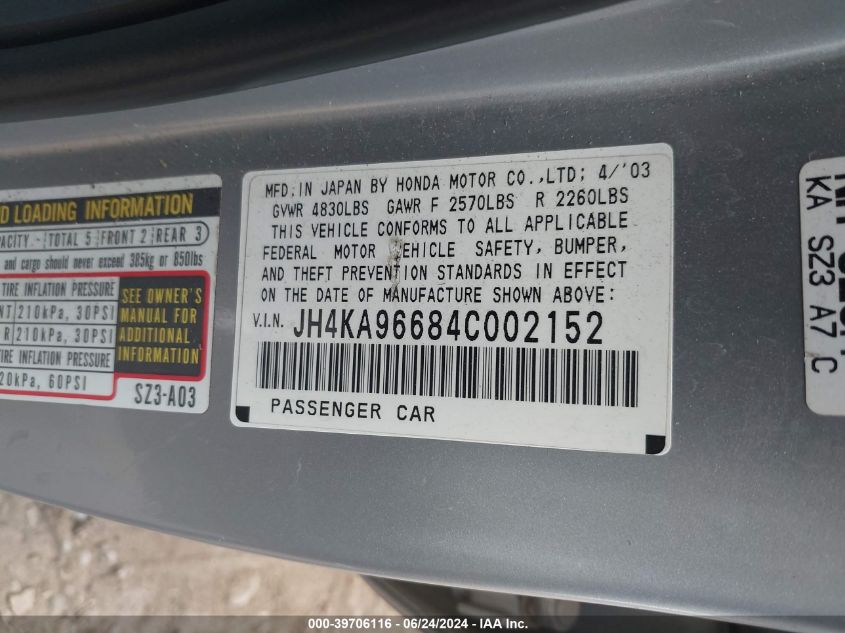 D LOADING INFORMATION
PACITY - TOTAL 5 FRONT 2 REAR 3
and cargo should never exceed 385kg or 850lbs
TIRE INFLATION PRESSURE
NT 210kPa, 30PSI
R 210kPa, 30PSI
TIRE INFLATION PRESSURE
20kPa, 60PSI
SEE OWNER'S
MANUAL FOR
ADDITIONAL
INFORMATION
SZ3-A03
MFD;IN JAPAN BY HONDA MOTOR CO.,LTD; 4/'03
GVWR 4830LBS GAWR F 2570LBS R 2260LBS
THIS VEHICLE CONFORMS TO ALL APPLICABLE
FEDERAL MOTOR VEHICLE SAFETY, BUMPER,
AND THEFT PREVENTION STANDARDS IN EFFECT
ON THE DATE OF MANUFACTURE SHOWN ABOVE:
V.I.N. JH4KA96684C002152
PASSENGER CAR
KA SZ3 A7 C
000-39706116 - 06/24/2024 - IAAI Inc.